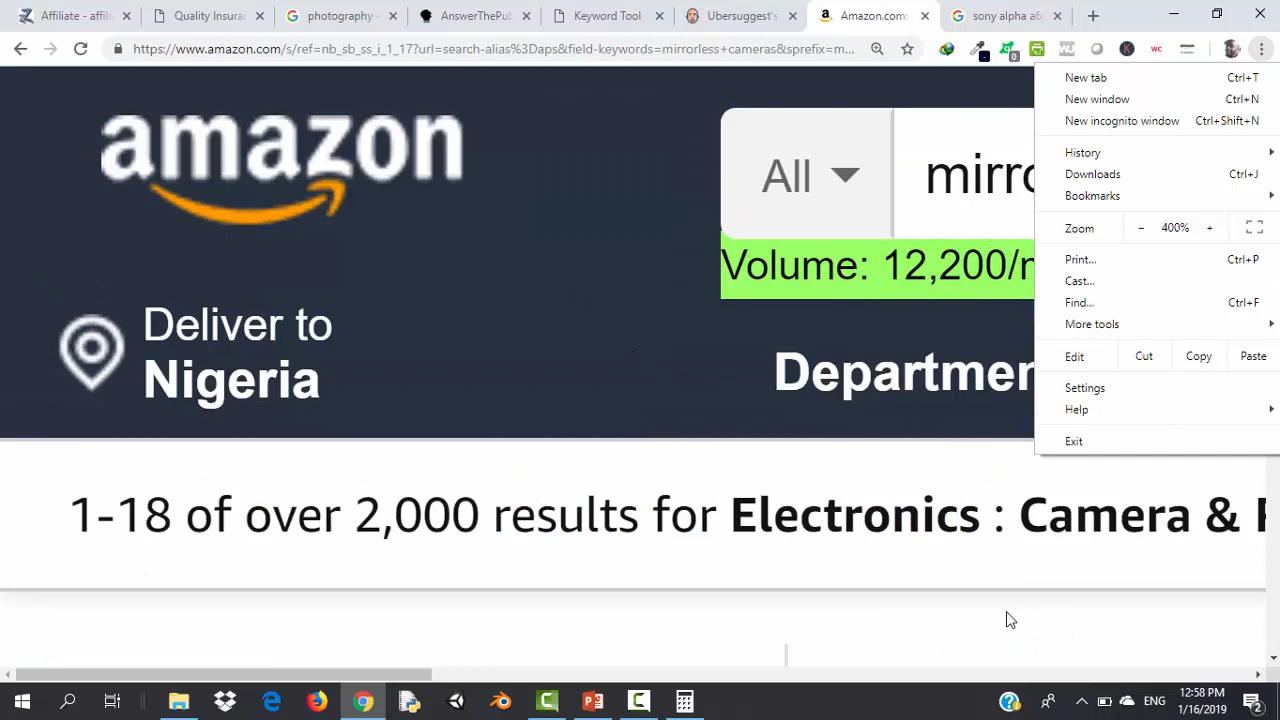 Affiliate - affili
Quality Insuran
photography -
AnswerThePu
Keyword Tool
Ubersuggest's
Amazon.com:
sony alpha a6
https://www.amazon.com/s/ref=nb_sb_ss_i_1_17?url=search-alias%3Daps&field-keywords=mirrorless+cameras&sprefix=m...
amazon
All
mirro
Volume: 12,200/m
Deliver to
Nigeria
Departmen
1-18 of over 2,000 results for Electronics : Camera &
New tab Ctrl+T
New window Ctrl+N
New incognito window Ctrl+Shift+N
History
Downloads Ctrl+J
Bookmarks
Zoom - 400% +
Print... Ctrl+P
Cast...
Find... Ctrl+F
More tools
Edit Cut Copy Paste
Settings
Help
Exit
ENG
12:58 PM
1/16/2019
2